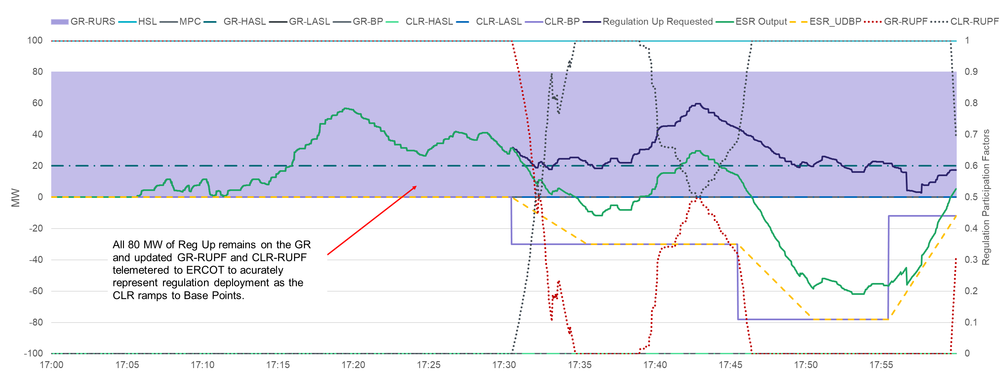 GR-RURS HSL MPC GR-HASL GR-LASL GR-BP CLR-HASL CLR-LASL CLR-BP Regulation Up Requested ESR Output ESR_UDBP GR-RUPF CLR-RUPF
100
80
60
40
20
0
-20
-40
-60
-80
-100
MW
All 80 MW of Reg Up remains on the GR
and updated GR-RUPF and CLR-RUPF
telemetered to ERCOT to acurately
represent regulation deployment as the
CLR ramps to Base Points.
1
0.9
0.8
0.7
0.6
0.5
0.4
0.3
0.2
0.1
0
Regulation Participation Factors
17:00 17:05 17:10 17:15 17:20 17:25 17:30 17:35 17:40 17:45 17:50 17:55